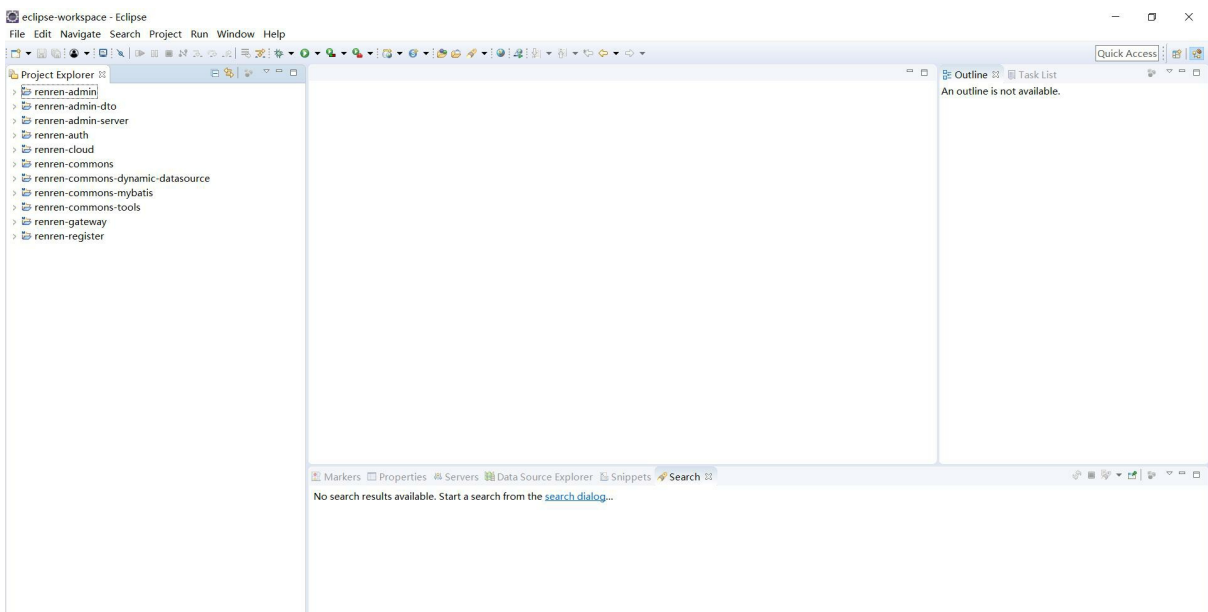 eclipse-workspace - Eclipse
File Edit Navigate Search Project Run Window Help
Quick Access
Project Explorer
renren-admin
renren-admin-dto
renren-admin-server
renren-auth
renren-cloud
renren-commons
renren-commons-dynamic-datasource
renren-commons-mybatis
renren-commons-tools
renren-gateway
renren-register
Outline Task List
An outline is not available.
Markers Properties Servers Data Source Explorer Snippets Search
No search results available. Start a search from the search dialog...